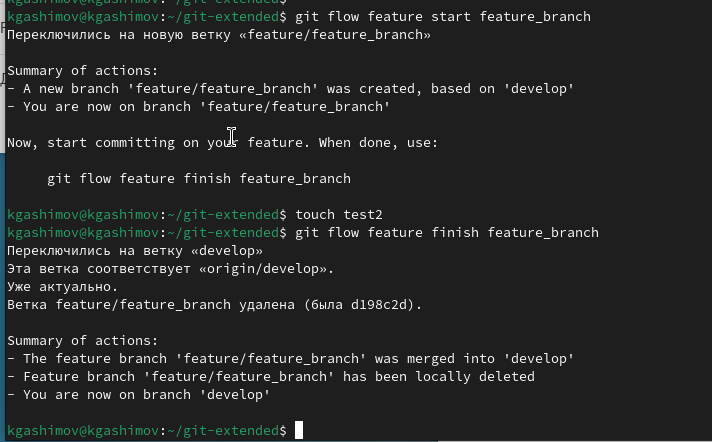 kgashimov@kgashimov:~/git-extended$
kgashimov@kgashimov:~/git-extended$ git flow feature start feature_branch
Переключились на новую ветку «feature/feature_branch»
Summary of actions:
- A new branch 'feature/feature_branch' was created, based on 'develop'
- You are now on branch 'feature/feature_branch'
Now, start committing on your feature. When done, use:
git flow feature finish feature_branch
kgashimov@kgashimov:~/git-extended$ touch test2
kgashimov@kgashimov:~/git-extended$ git flow feature finish feature_branch
Переключились на ветку «develop»
Эта ветка соответствует «origin/develop».
Уже актуально.
Ветка feature/feature_branch удалена (была d198c2d).
Summary of actions:
- The feature branch 'feature/feature_branch' was merged into 'develop'
- Feature branch 'feature/feature_branch' has been locally deleted
- You are now on branch 'develop'
kgashimov@kgashimov:~/git-extended$